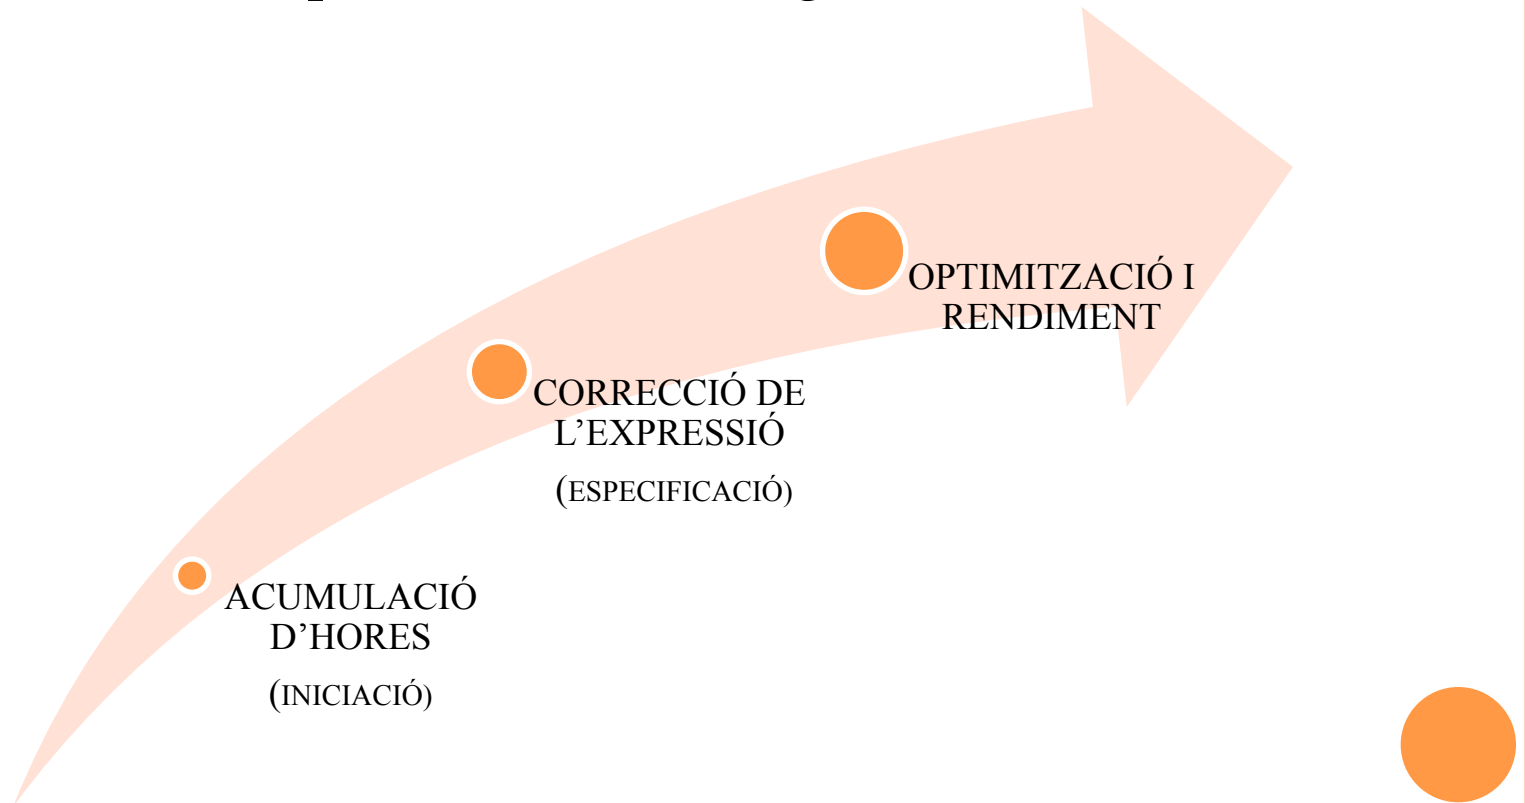 ACUMULACIÓ
D’HORES
(INICIACIÓ)
CORRECCIÓ DE
L’EXPRESSIÓ
(ESPECIFICACIÓ)
OPTIMITZACIÓ I
RENDIMENT